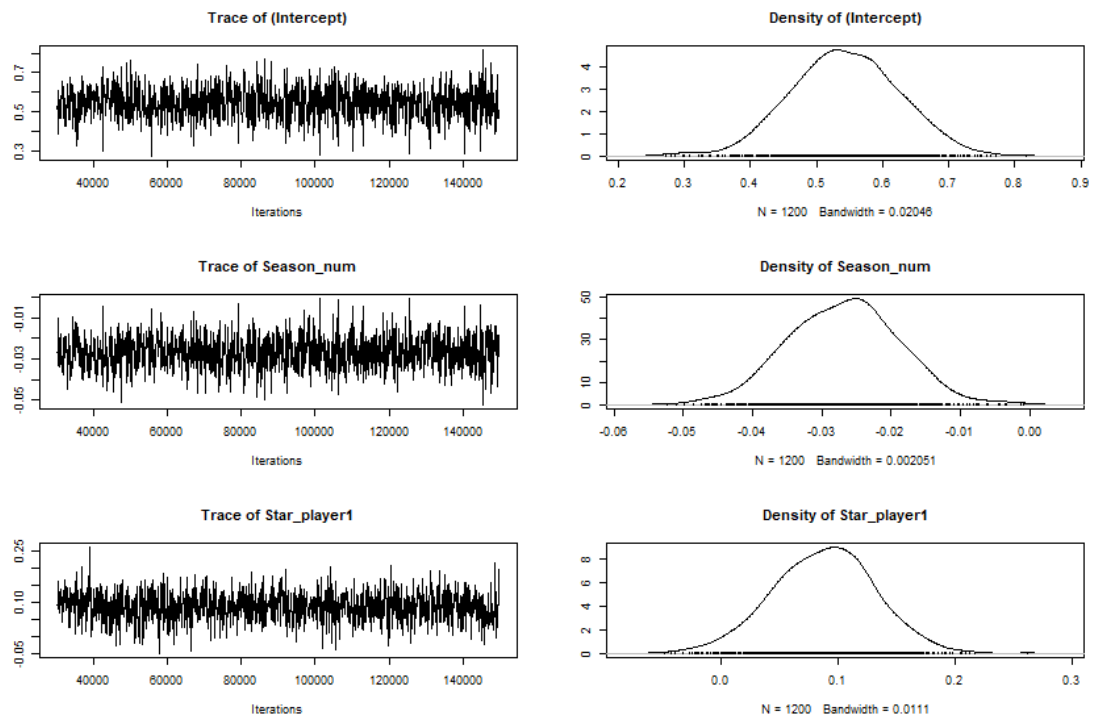 Trace of (Intercept)
0.3 0.5 0.7
40000 60000 80000 100000 120000 140000
Iterations
Density of (Intercept)
0 1 2 3 4
0.2 0.3 0.4 0.5 0.6 0.7 0.8 0.9
N = 1200 Bandwidth = 0.02046
Trace of Season_num
-0.05 -0.03 -0.01
40000 60000 80000 100000 120000 140000
Iterations
Density of Season_num
0 10 30 50
-0.06 -0.05 -0.04 -0.03 -0.02 -0.01 0.00
N = 1200 Bandwidth = 0.002051
Trace of Star_player1
-0.05 0.10 0.25
40000 60000 80000 100000 120000 140000
Iterations
Density of Star_player1
0 2 4 6 8
0.0 0.1 0.2 0.3
N = 1200 Bandwidth = 0.0111